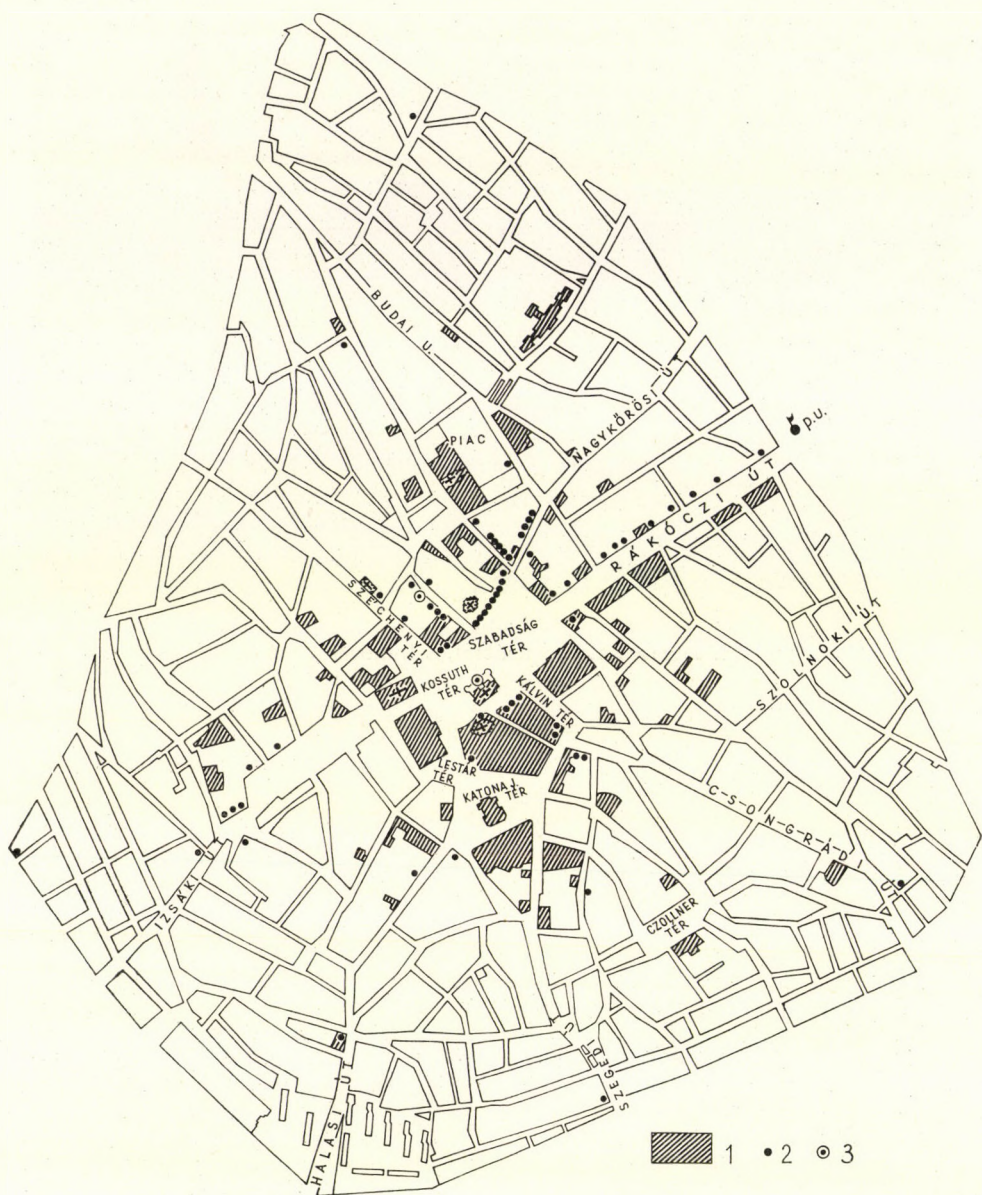 BUDAI U.
PIAC
NAGYKŐRÖSI ÚT
p.u.
RÁKÓCZI ÚT
SZÉCHENYI
TÉR
SZABADSÁG
TÉR
KOSSUTH
TÉR
KÁLVIN TÉR
SZOLNOKI ÚT
LESTÁR
TÉR
KATONA J.
TÉR
CSONGRÁDI ÚT
IZSÁKI ÚT
CZOLLNER
TÉR
SZEGEDI U.
HALASI ÚT
1 2 3